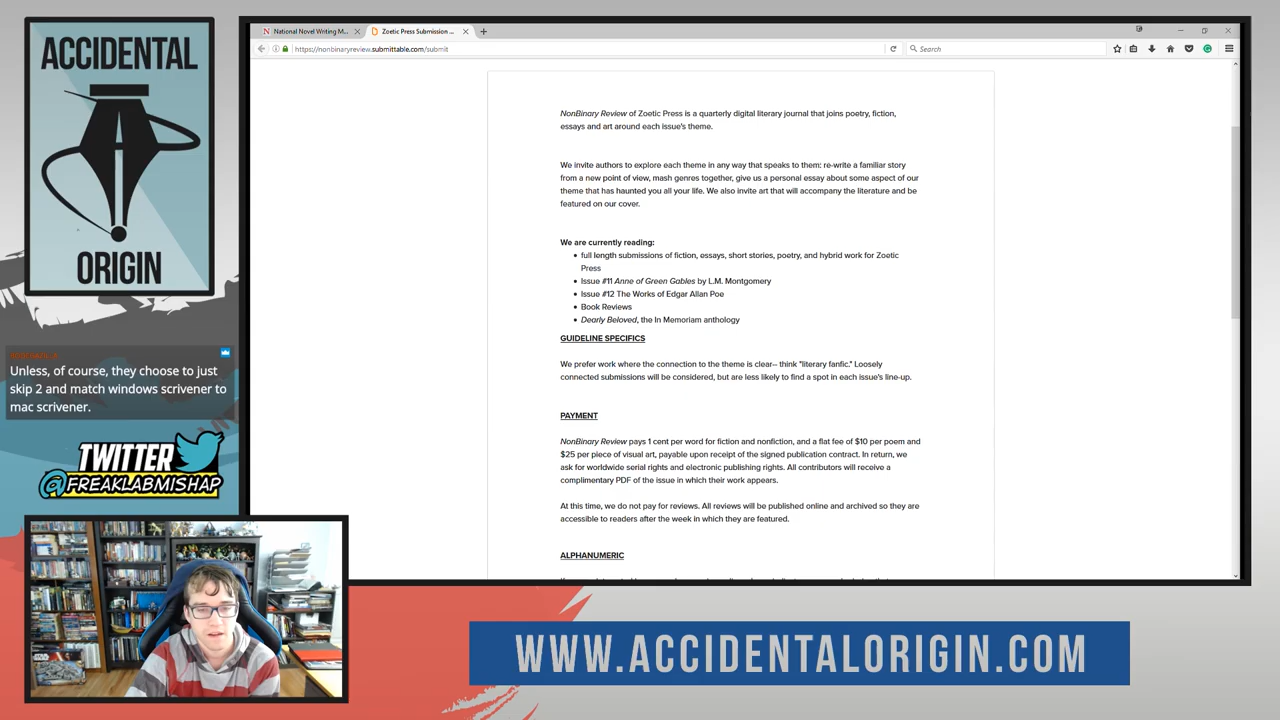 ACCIDENTAL
ORIGIN
National Novel Writing M...
Zoetic Press Submission ...
https://nonbinaryreview.submittable.com/submit
Search
NonBinary Review of Zoetic Press is a quarterly digital literary journal that joins poetry, fiction,
essays and art around each issue's theme.
We invite authors to explore each theme in any way that speaks to them: re-write a familiar story
from a new point of view, mash genres together, give us a personal essay about some aspect of our
theme that has haunted you all your life. We also invite art that will accompany the literature and be
featured on our cover.
We are currently reading:
• full length submissions of fiction, essays, short stories, poetry, and hybrid work for Zoetic
Press
• Issue #11 Anne of Green Gables by L.M. Montgomery
• Issue #12 The Works of Edgar Allan Poe
• Book Reviews
• Dearly Beloved, the In Memoriam anthology
GUIDELINE SPECIFICS
We prefer work where the connection to the theme is clear-- think "literary fanfic." Loosely
connected submissions will be considered, but are less likely to find a spot in each issue's line-up.
PAYMENT
NonBinary Review pays 1 cent per word for fiction and nonfiction, and a flat fee of $10 per poem and
$25 per piece of visual art, payable upon receipt of the signed publication contract. In return, we
ask for worldwide serial rights and electronic publishing rights. All contributors will receive a
complimentary PDF of the issue in which their work appears.
At this time, we do not pay for reviews. All reviews will be published online and archived so they are
accessible to readers after the week in which they are featured.
ALPHANUMERIC
Unless, of course, they choose to just
skip 2 and match windows scrivener to
mac scrivener.
TWITTER
@FREAKLABMISHAP
WWW.ACCIDENTALORIGIN.COM